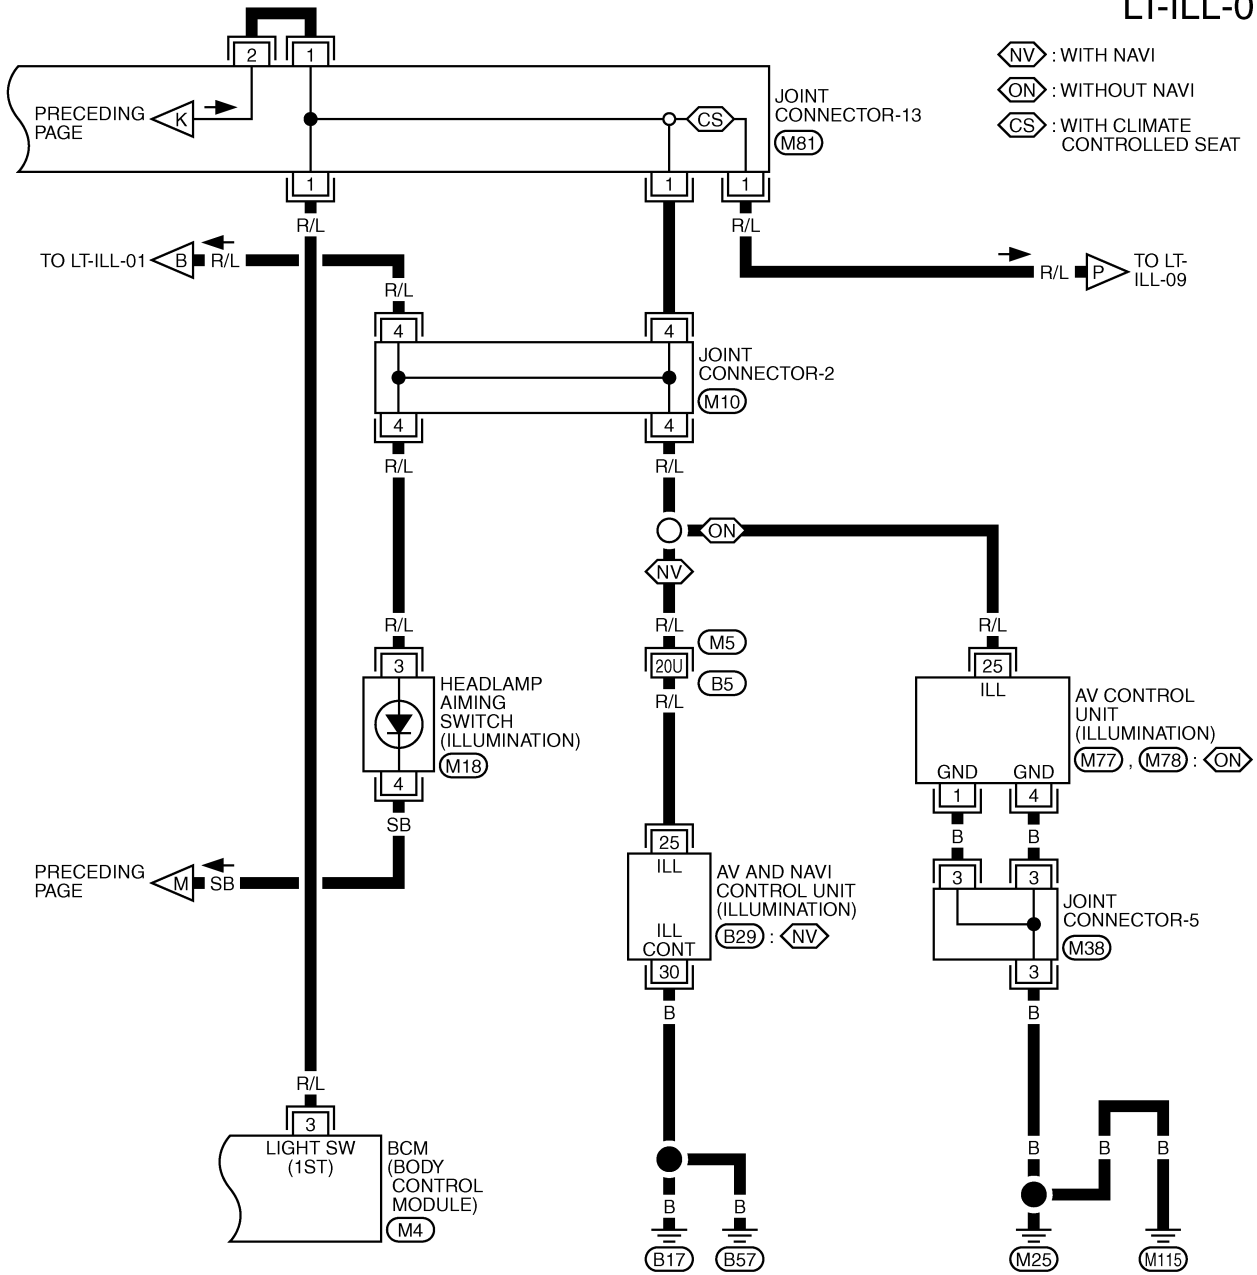 LT-ILL-0
NV : WITH NAVI
ON : WITHOUT NAVI
CS : WITH CLIMATE
CONTROLLED SEAT
2 1
PRECEDING
PAGE
K
CS
JOINT
CONNECTOR-13
M81
1 1 1
R/L R/L
TO LT-ILL-01 B R/L
R/L P TO LT-
ILL-09
R/L
4 4
JOINT
CONNECTOR-2
M10
4 4
R/L R/L
ON
NV
R/L R/L R/L
M5
3 20U 25
B5
R/L
HEADLAMP
AIMING
SWITCH
(ILLUMINATION)
M18
4
SB
ILL
AV CONTROL
UNIT
(ILLUMINATION)
M77 , M78 : ON
GND GND
1 4
B B
3 3
PRECEDING
PAGE
M SB
25
ILL
AV AND NAVI
CONTROL UNIT
(ILLUMINATION)
B29 : NV
ILL
CONT
30
B
JOINT
CONNECTOR-5
M38
3
B
R/L
3
LIGHT SW
(1ST)
BCM
(BODY
CONTROL
MODULE)
M4
B B
B17 B57
B B B
M25 M115